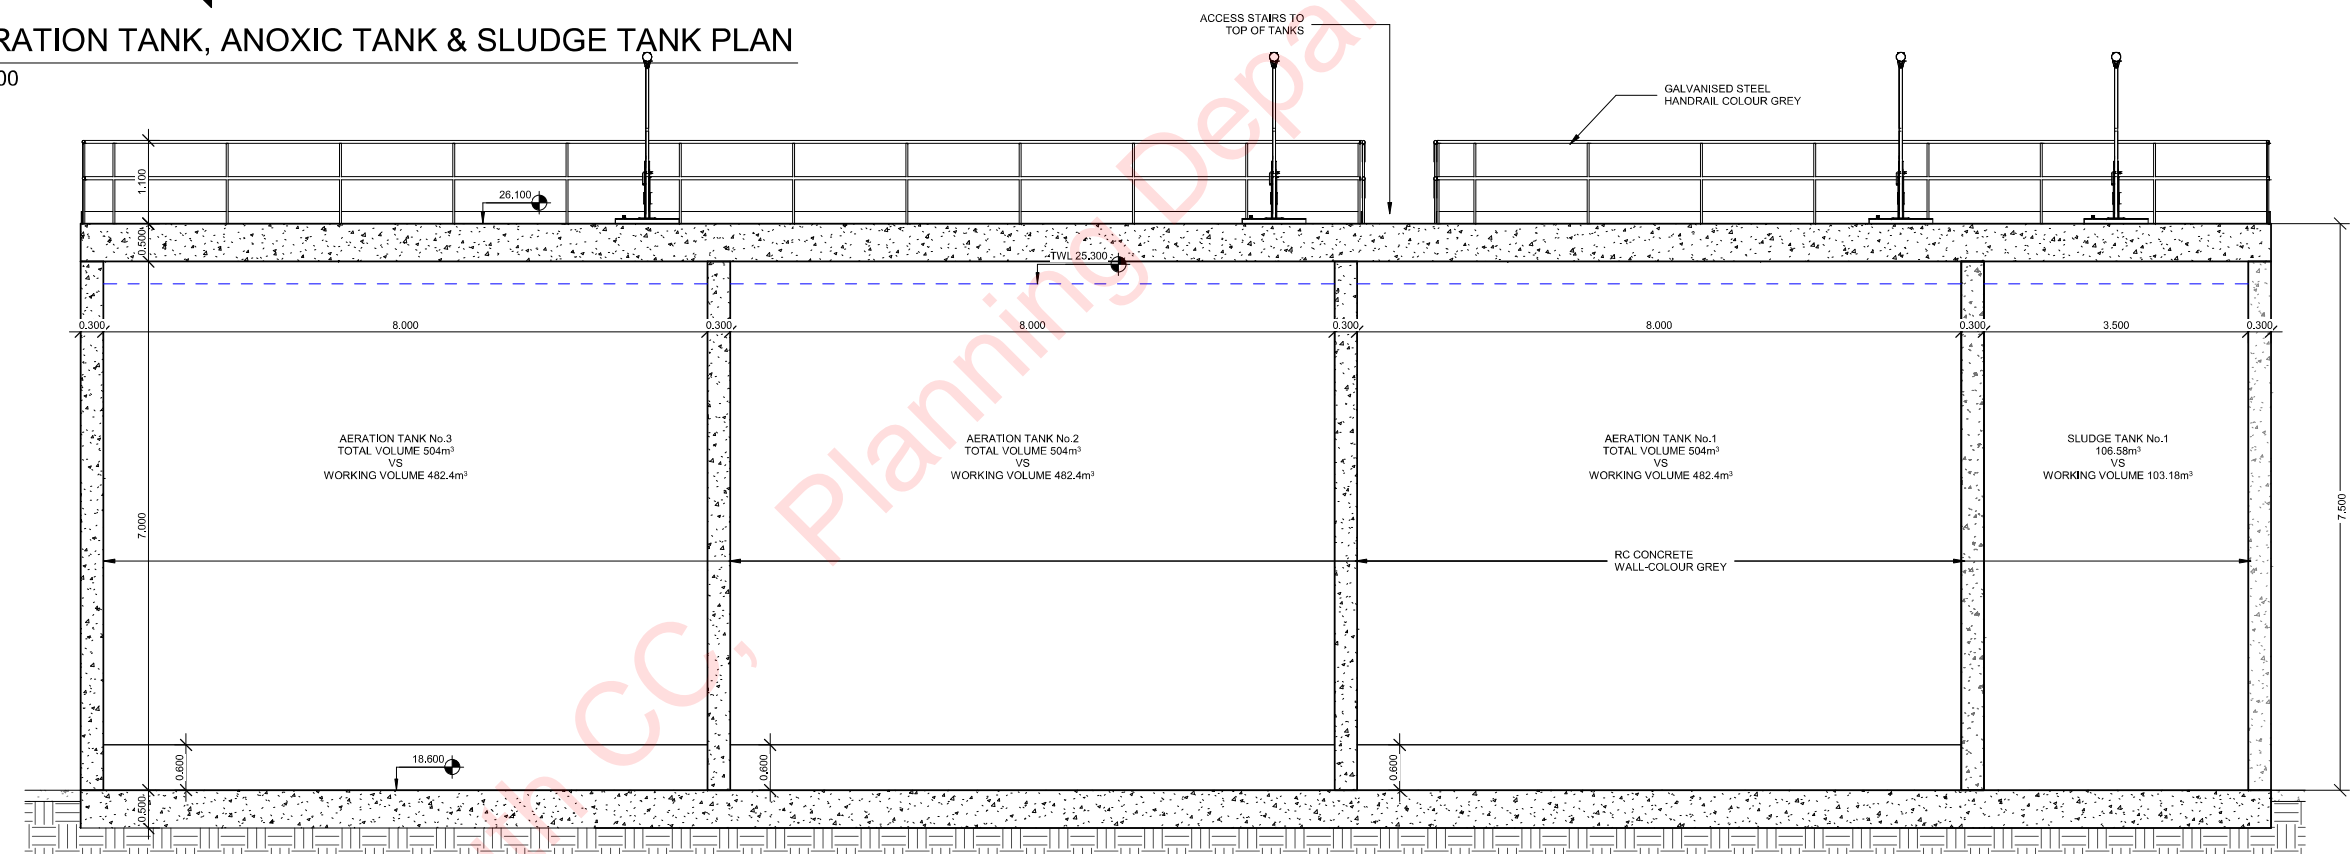 RATION TANK, ANOXIC TANK & SLUDGE TANK PLAN
00
ACCESS STAIRS TO
TOP OF TANKS
GALVANISED STEEL
HANDRAIL COLOUR GREY
1.100
26.100
0.500
TWL 25.300
0.300
8.000
0.300
8.000
0.300
8.000
0.300
3.500
0.300
AERATION TANK No.3
TOTAL VOLUME 504m³
VS
WORKING VOLUME 482.4m³
AERATION TANK No.2
TOTAL VOLUME 504m³
VS
WORKING VOLUME 482.4m³
AERATION TANK No.1
TOTAL VOLUME 504m³
VS
WORKING VOLUME 482.4m³
SLUDGE TANK No.1
106.58m³
VS
WORKING VOLUME 103.18m³
7.000
7.500
RC CONCRETE
WALL-COLOUR GREY
0.600
18.600
0.600
0.600
0.500
th CC, Planning Depar